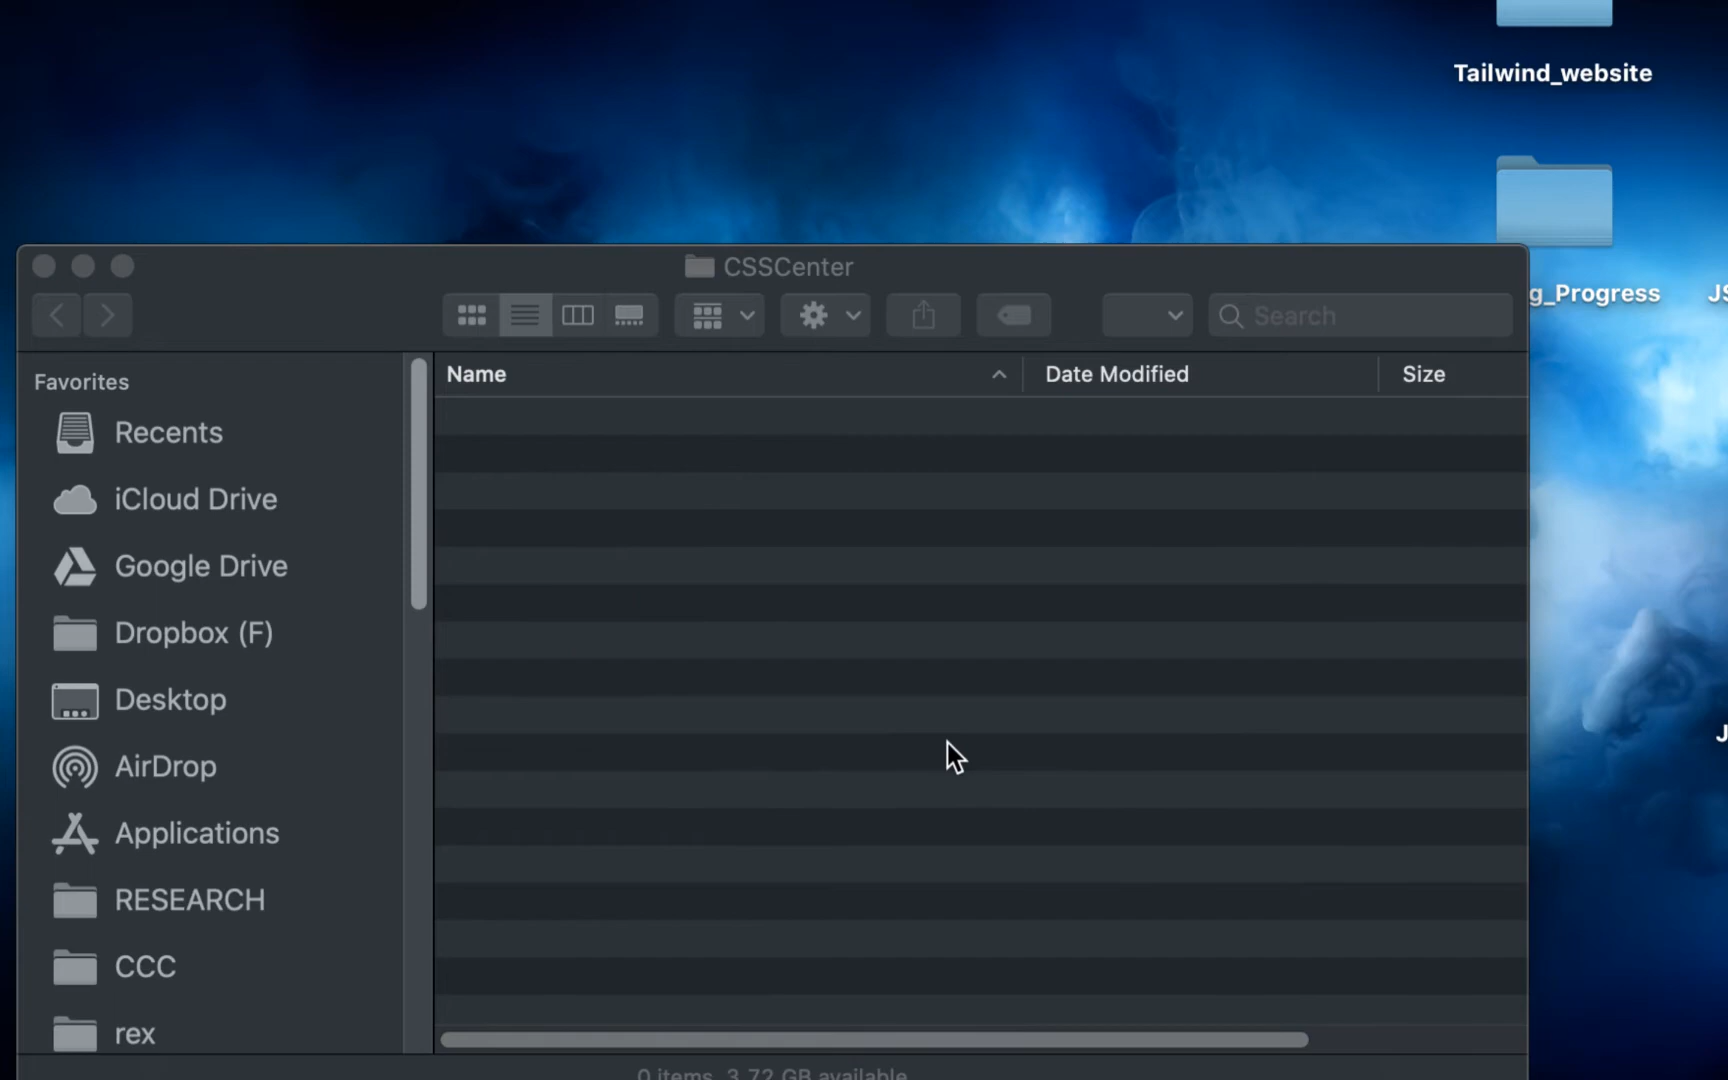 Tailwind_website
g_Progress
JS
CSSCenter
Search
Name
Date Modified
Size
Favorites
Recents
iCloud Drive
Google Drive
Dropbox (F)
Desktop
AirDrop
Applications
RESEARCH
CCC
rex
J
0 items, 3.72 GB available